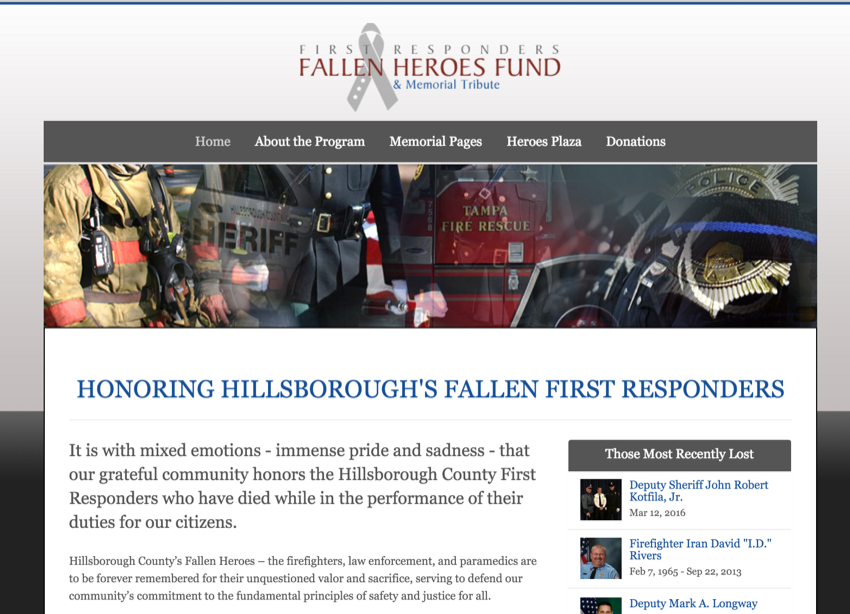 FIRST RESPONDERS
FALLEN HEROES FUND
& Memorial Tribute
Home About the Program Memorial Pages Heroes Plaza Donations
SHERIFF
TAMPA
FIRE RESCUE
POLICE
HONORING HILLSBOROUGH'S FALLEN FIRST RESPONDERS
It is with mixed emotions - immense pride and sadness - that
our grateful community honors the Hillsborough County First
Responders who have died while in the performance of their
duties for our citizens.
Hillsborough County's Fallen Heroes – the firefighters, law enforcement, and paramedics are
to be forever remembered for their unquestioned valor and sacrifice, serving to defend our
community's commitment to the fundamental principles of safety and justice for all.
Those Most Recently Lost
Deputy Sheriff John Robert
Kotfila, Jr.
Mar 12, 2016
Firefighter Iran David "I.D."
Rivers
Feb 7, 1965 - Sep 22, 2013
Deputy Mark A. Longway